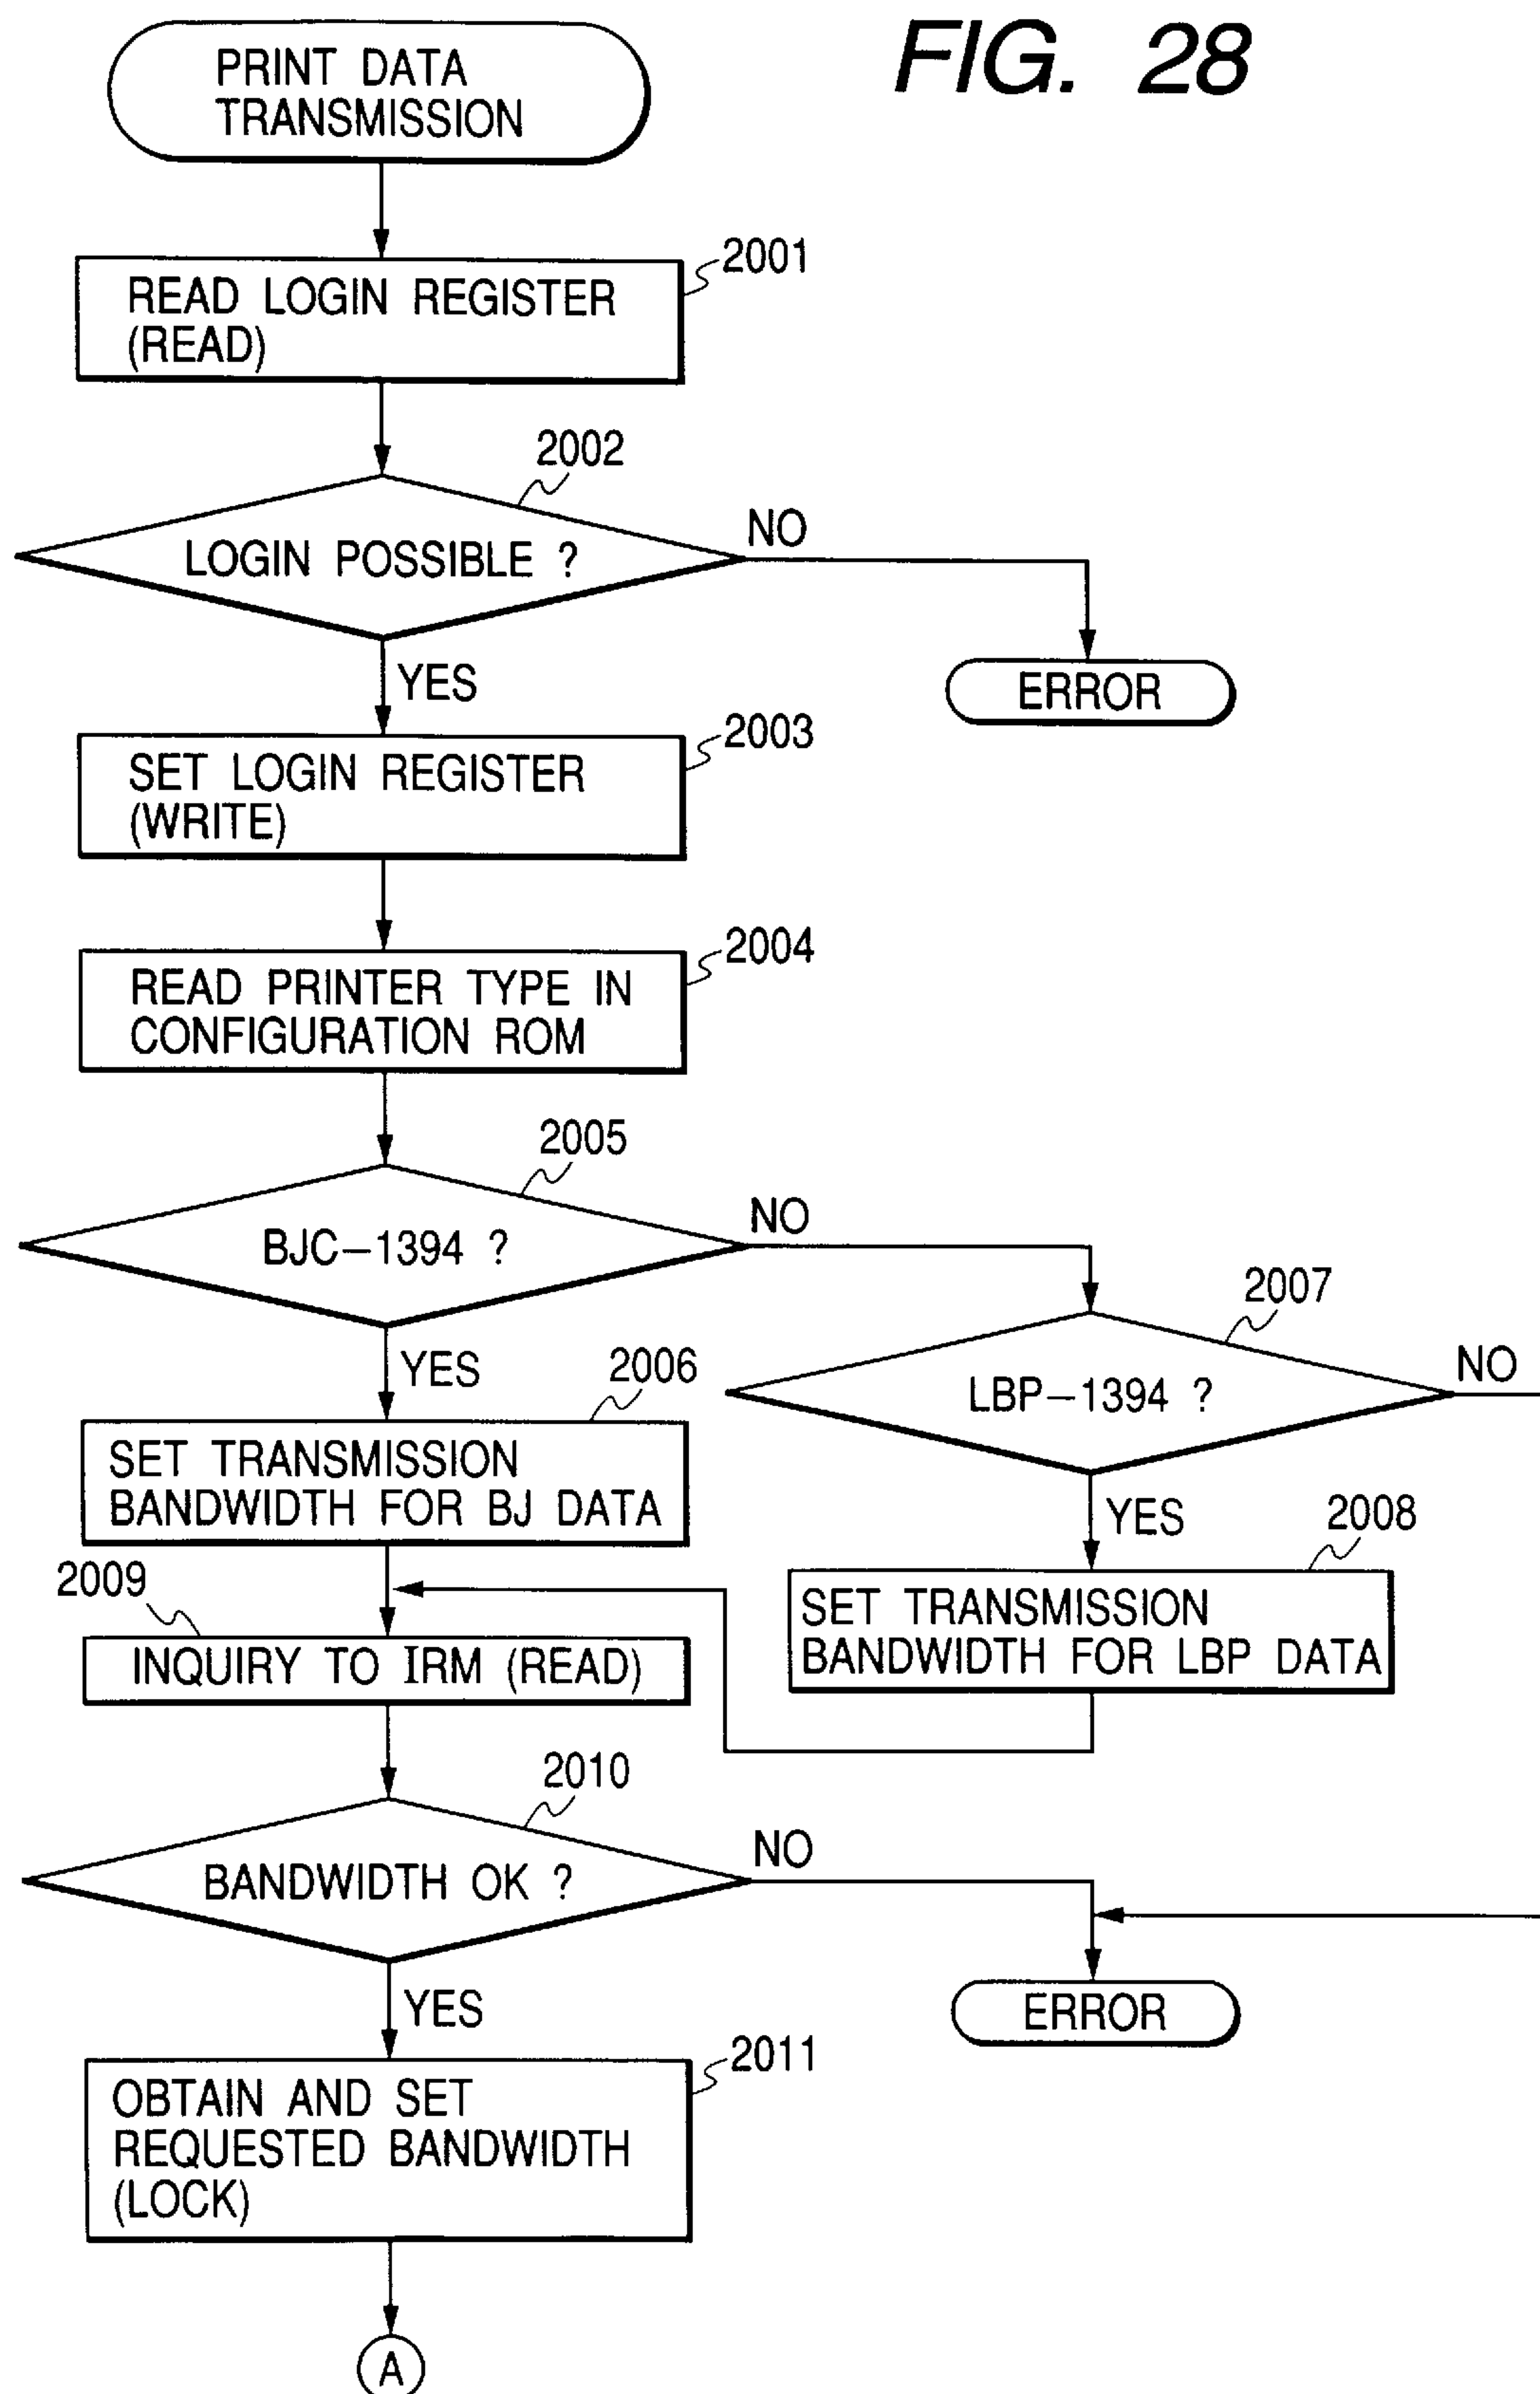 FIG. 28
PRINT DATA
TRANSMISSION
2001
READ LOGIN REGISTER
(READ)
2002
LOGIN POSSIBLE ?
NO
ERROR
YES
2003
SET LOGIN REGISTER
(WRITE)
2004
READ PRINTER TYPE IN
CONFIGURATION ROM
2005
BJC-1394 ?
NO
2007
LBP-1394 ?
NO
YES
2006
SET TRANSMISSION
BANDWIDTH FOR BJ DATA
YES
2008
SET TRANSMISSION
BANDWIDTH FOR LBP DATA
2009
INQUIRY TO IRM (READ)
2010
BANDWIDTH OK ?
NO
ERROR
YES
2011
OBTAIN AND SET
REQUESTED BANDWIDTH
(LOCK)
A